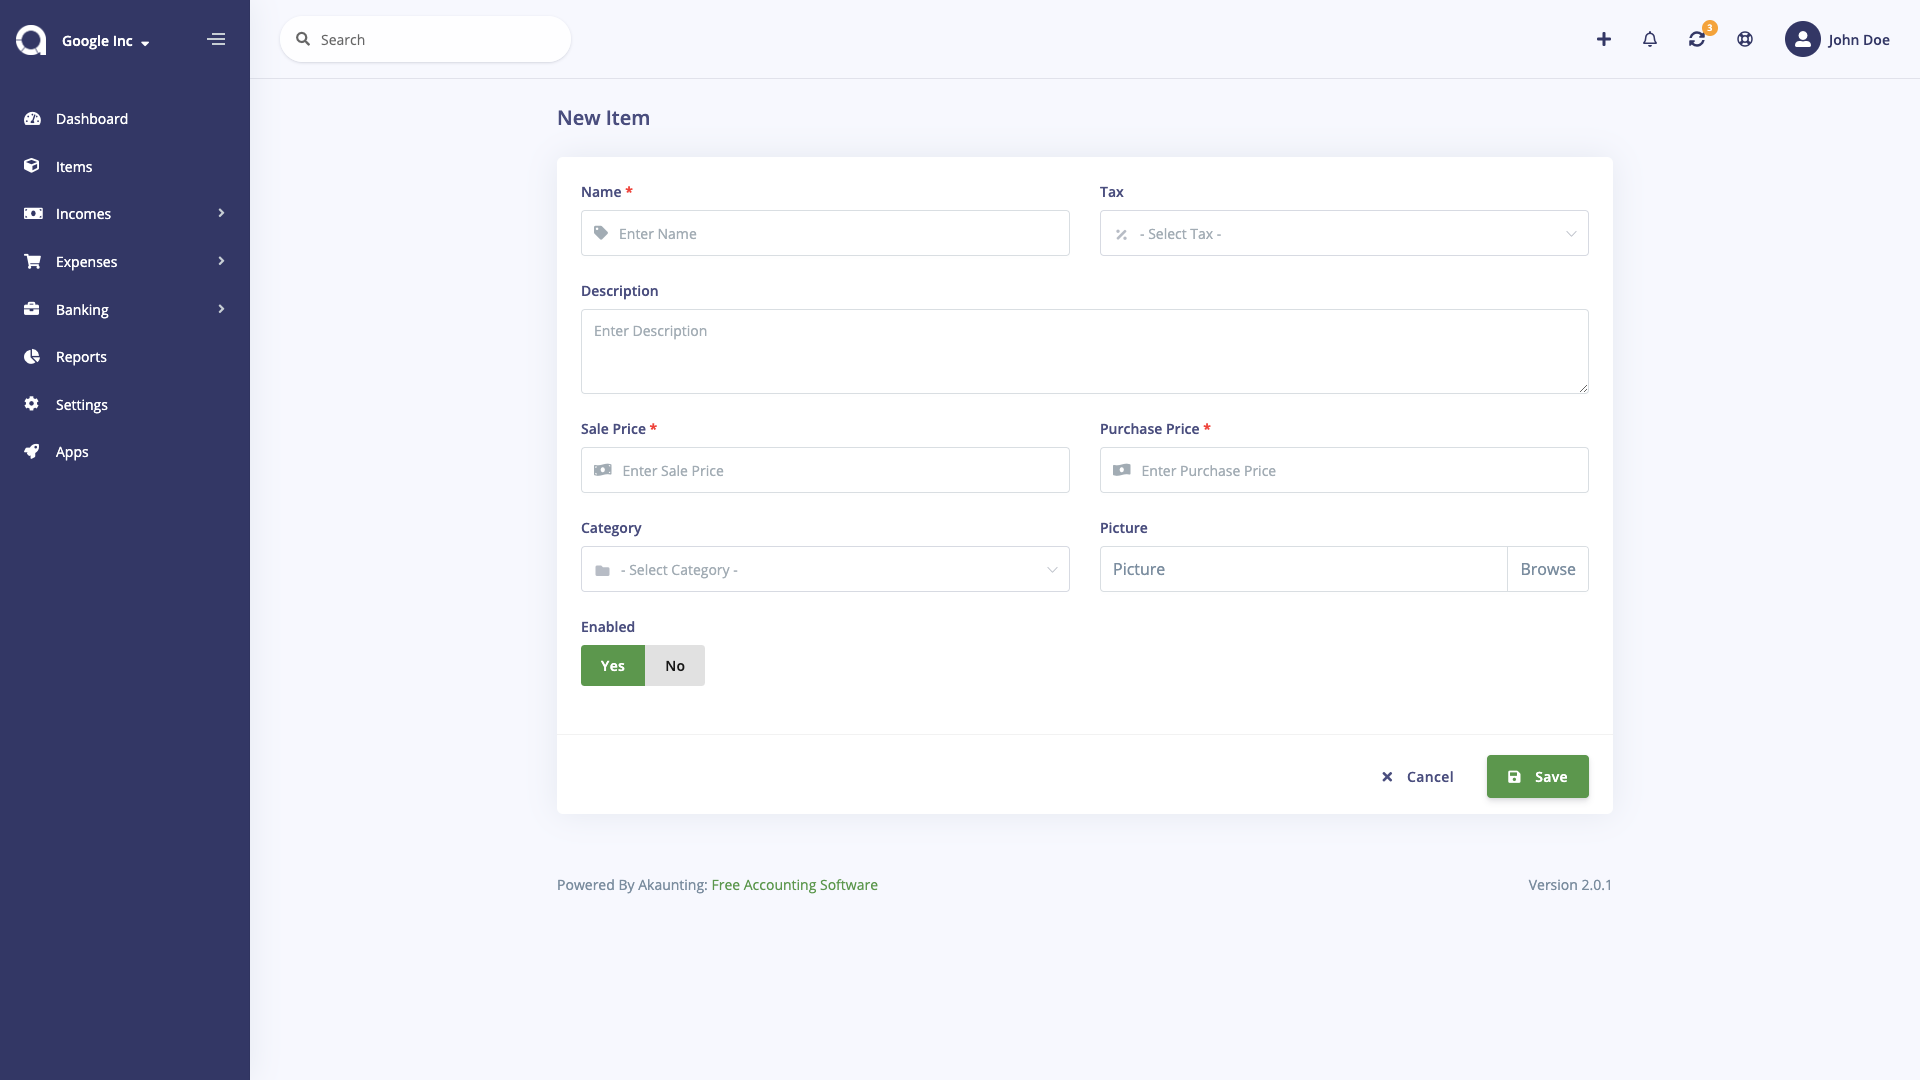 Google Inc
Search
3
John Doe
Dashboard
Items
Incomes
Expenses
Banking
Reports
Settings
Apps
New Item
Name *
Tax
Enter Name
- Select Tax -
Description
Enter Description
Sale Price *
Purchase Price *
Enter Sale Price
Enter Purchase Price
Category
Picture
- Select Category -
Picture
Browse
Enabled
Yes
No
Cancel
Save
Powered By Akaunting: Free Accounting Software
Version 2.0.1